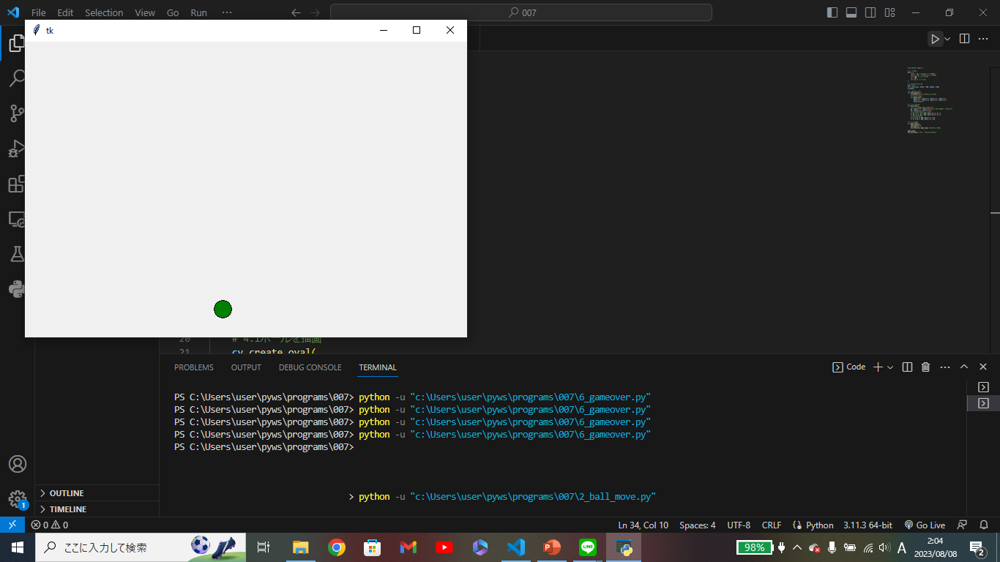 File Edit Selection View Go Run ···
007
tk
20 # 4.1ボールを描画
21 cv.create_oval(
PROBLEMS OUTPUT DEBUG CONSOLE TERMINAL
Code
PS C:\Users\user\pyws\programs\007> python -u "c:\Users\user\pyws\programs\007\6_gameover.py"
PS C:\Users\user\pyws\programs\007> python -u "c:\Users\user\pyws\programs\007\6_gameover.py"
PS C:\Users\user\pyws\programs\007> python -u "c:\Users\user\pyws\programs\007\6_gameover.py"
PS C:\Users\user\pyws\programs\007> python -u "c:\Users\user\pyws\programs\007\6_gameover.py"
PS C:\Users\user\pyws\programs\007>
> python -u "c:\Users\user\pyws\programs\007\2_ball_move.py"
OUTLINE
TIMELINE
1
0 0
Ln 34, Col 10 Spaces: 4 UTF-8 CRLF Python 3.11.3 64-bit Go Live
ここに入力して検索
98%
A
2:04
2023/08/08
2